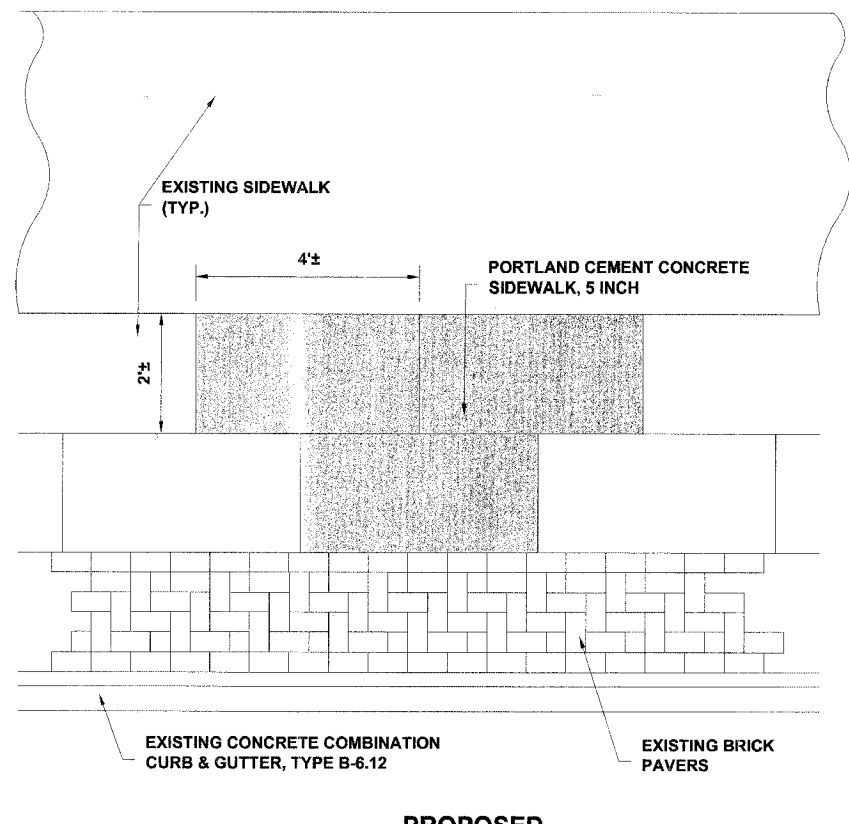 EXISTING SIDEWALK
(TYP.)
4'±
PORTLAND CEMENT CONCRETE
SIDEWALK, 5 INCH
2'±
EXISTING CONCRETE COMBINATION
CURB & GUTTER, TYPE B-6.12
EXISTING BRICK
PAVERS
PROPOSED